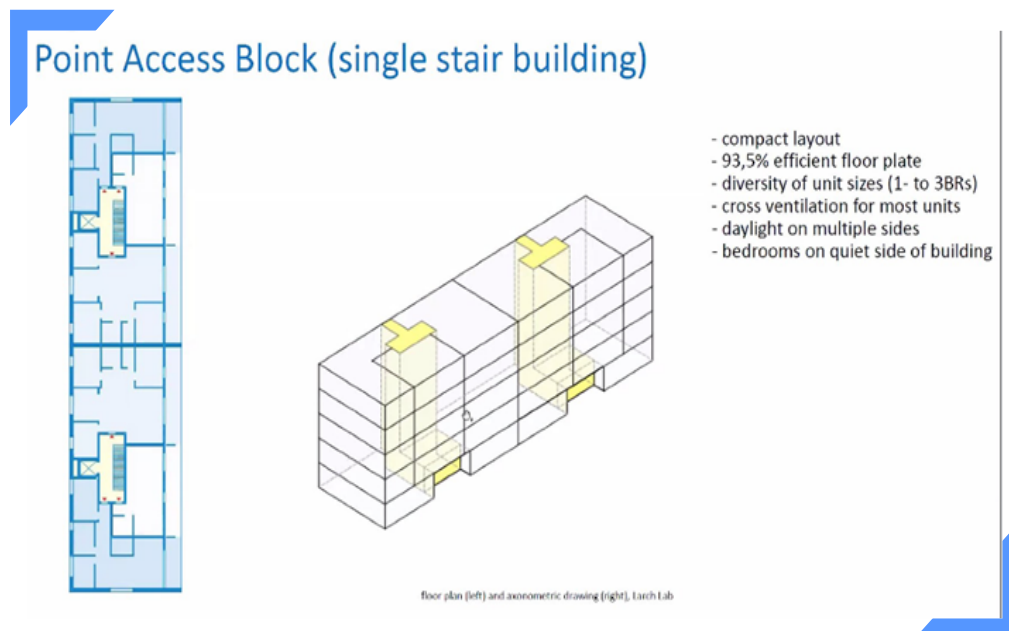 Point Access Block (single stair building)
- compact layout
- 93,5% efficient floor plate
- diversity of unit sizes (1- to 3BRs)
- cross ventilation for most units
- daylight on multiple sides
- bedrooms on quiet side of building
floor plan (left) and axonometric drawing (right), Larch Lab